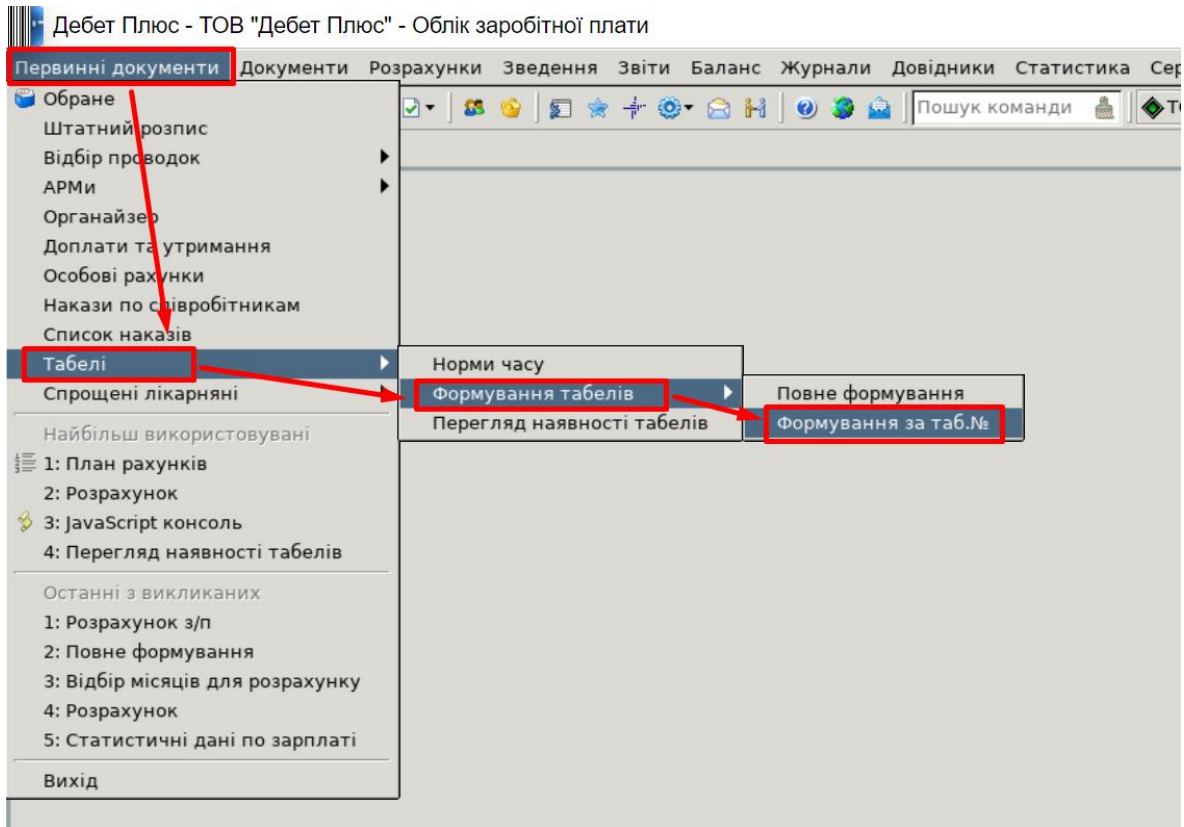 Дебет Плюс - ТОВ "Дебет Плюс" - Облік заробітної плати
Первинні документи Документи Розрахунки Зведення Звіти Баланс Журнали Довідники Статистика Сер
Обране
Пошук команди
Штатний розпис
Відбір проводок
АРМи
Органайзер
Доплати та утримання
Особові рахунки
Накази по співробітникам
Список наказів
Табелі
Норми часу
Спрощені лікарняні
Формування табелів
Повне формування
Перегляд наявності табелів
Формування за таб.№
Найбільш використовувані
1: План рахунків
2: Розрахунок
3: JavaScript консоль
4: Перегляд наявності табелів
Останні з викликаних
1: Розрахунок з/п
2: Повне формування
3: Відбір місяців для розрахунку
4: Розрахунок
5: Статистичні дані по зарплаті
Вихід